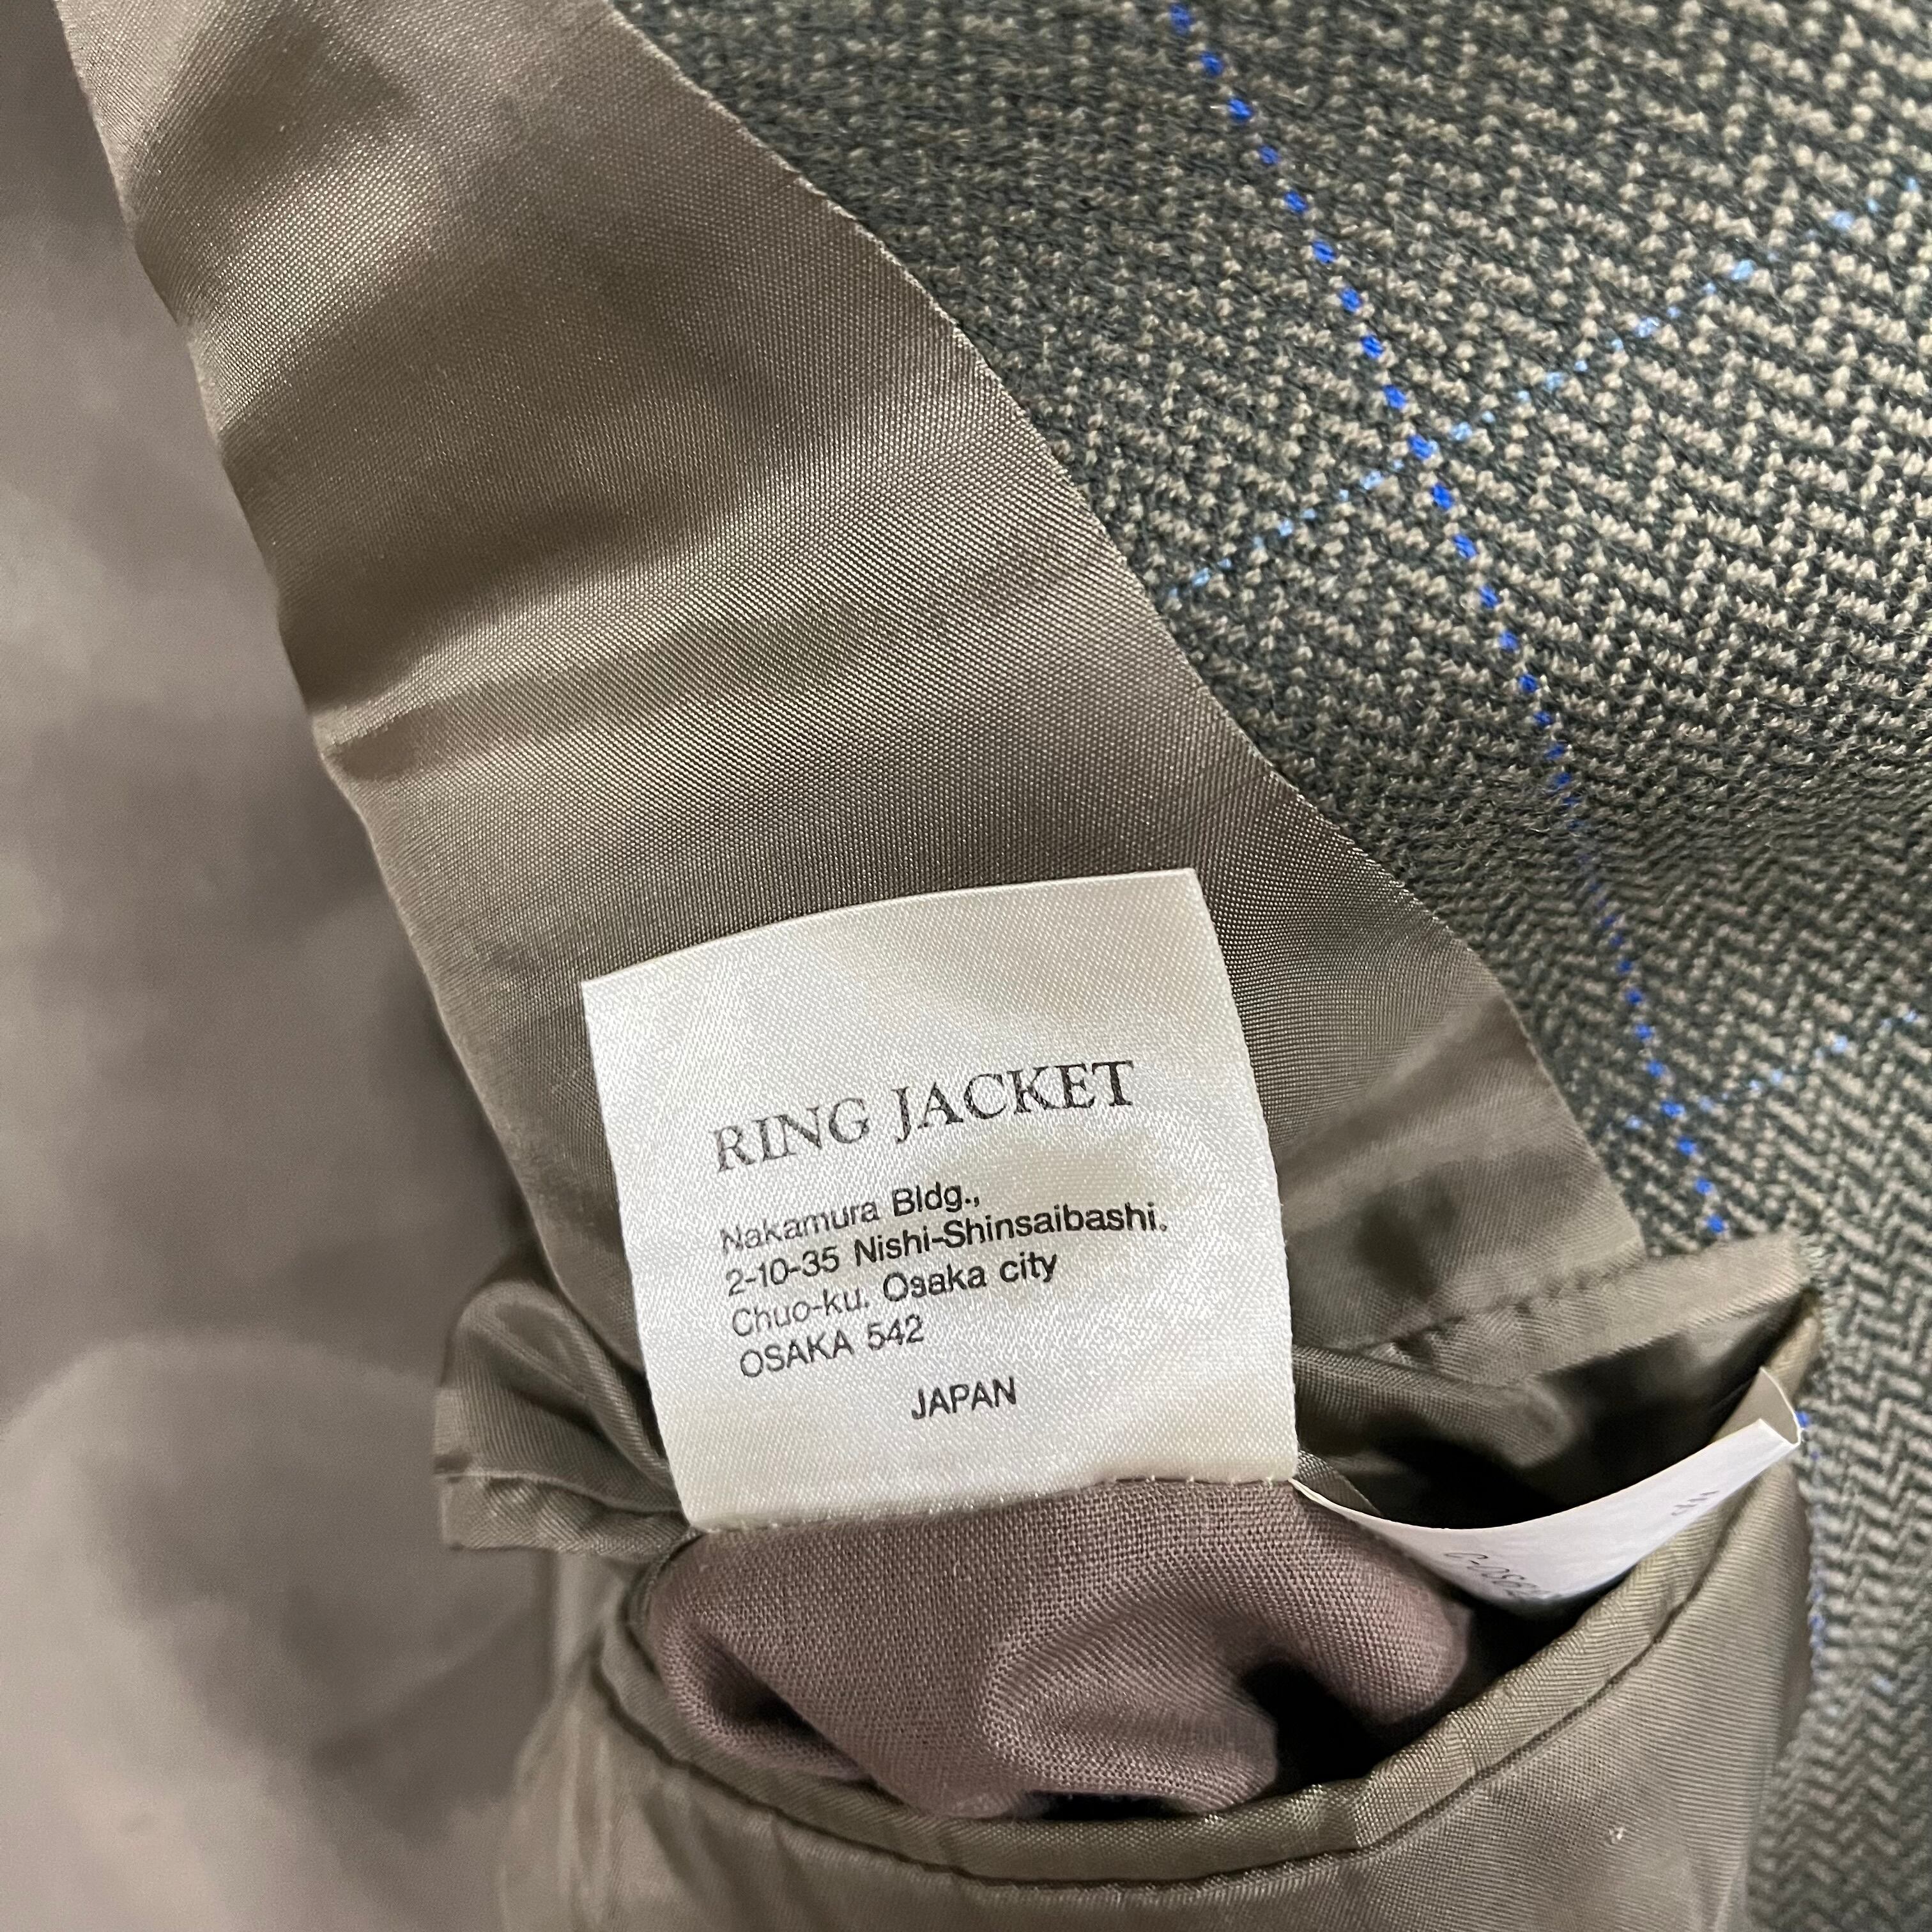 RING JACKET
Nakamura Bldg.,
2-10-35 Nishi-Shinsaibashi.
Chuo-ku. Osaka city
OSAKA 542
JAPAN